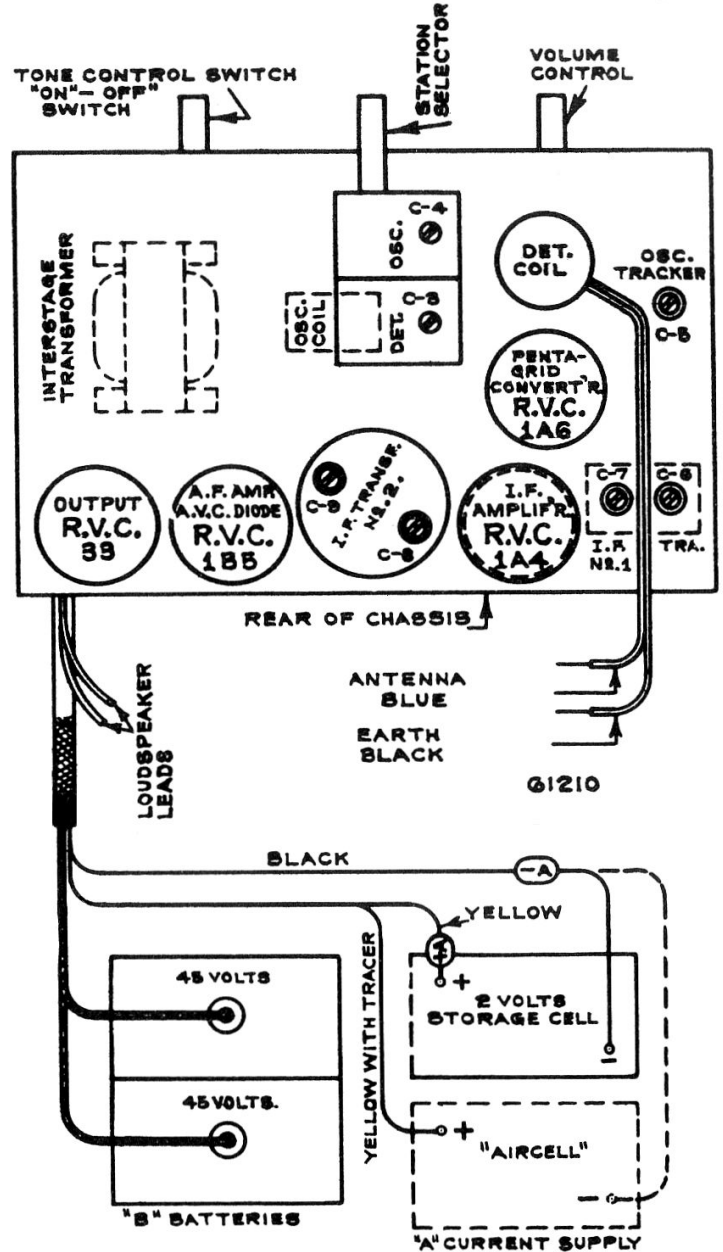 TONE CONTROL SWITCH
"ON"– OFF"
SWITCH
STATION
SELECTOR
VOLUME
CONTROL
INTERSTAGE
TRANSFORMER
OSC.
C-4
OSC.
COIL
DET.
C-3
DET.
COIL
OSC.
TRACKER
C-5
PENTA-
GRID
CONVERT'R
R.V.C.
1A6
OUTPUT
R.V.C.
33
A.F. AMP.
A.V.C. DIODE
R.V.C.
1B5
C-9
I.F. TRANSF.
No. 2.
C-8
I.F.
AMPLIF'R
R.V.C.
1A4
C-7
C-6
I.F. TRA.
No. 1
REAR OF CHASSIS
ANTENNA
BLUE
EARTH
BLACK
G1210
LOUDSPEAKER
LEADS
BLACK
–A
YELLOW
+A
YELLOW WITH TRACER
45 VOLTS
45 VOLTS.
"B" BATTERIES
+
2 VOLTS
STORAGE CELL
–
+
"AIRCELL"
–
"A" CURRENT SUPPLY